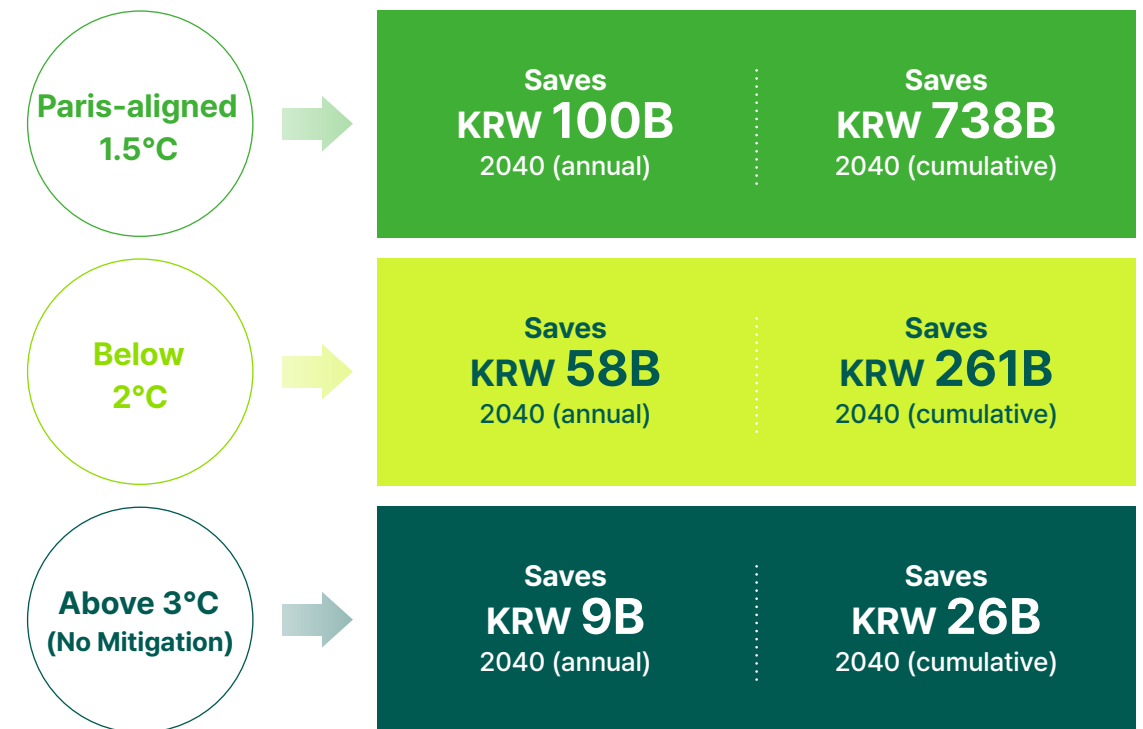 Paris-aligned
1.5°C
Saves
KRW 100B
2040 (annual)
Saves
KRW 738B
2040 (cumulative)
Below
2°C
Saves
KRW 58B
2040 (annual)
Saves
KRW 261B
2040 (cumulative)
Above 3°C
(No Mitigation)
Saves
KRW 9B
2040 (annual)
Saves
KRW 26B
2040 (cumulative)